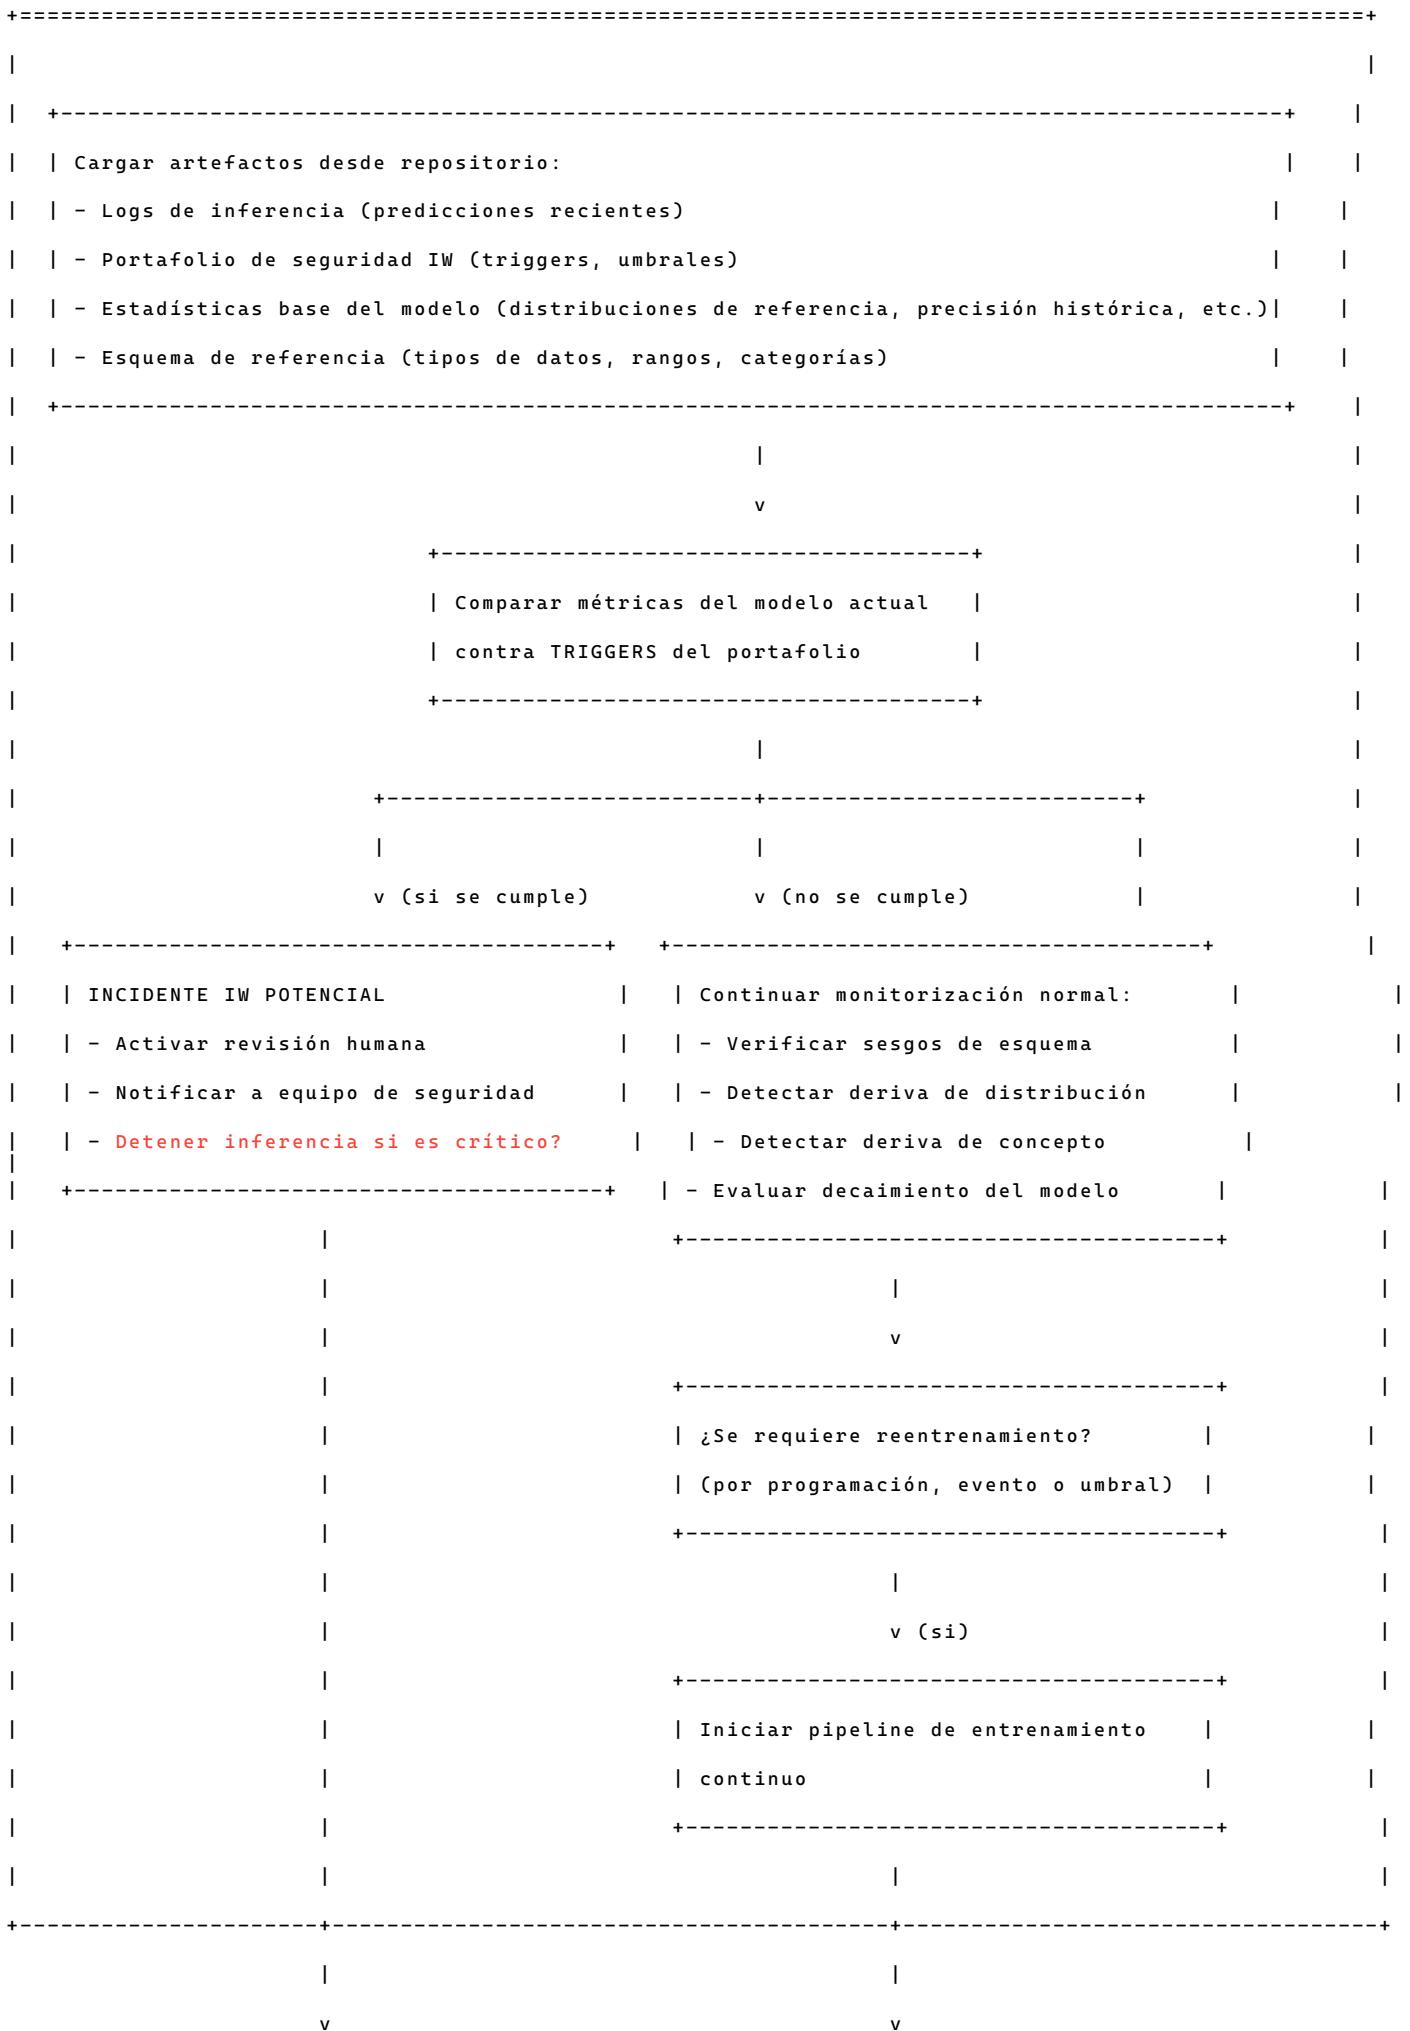 Cargar artefactos desde repositorio:
- Logs de inferencia (predicciones recientes)
- Portafolio de seguridad IW (triggers, umbrales)
- Estadísticas base del modelo (distribuciones de referencia, precisión histórica, etc.)
- Esquema de referencia (tipos de datos, rangos, categorías)
v
Comparar métricas del modelo actual
contra TRIGGERS del portafolio
v (si se cumple)
v (no se cumple)
INCIDENTE IW POTENCIAL
- Activar revisión humana
- Notificar a equipo de seguridad
- Detener inferencia si es crítico?
Continuar monitorización normal:
- Verificar sesgos de esquema
- Detectar deriva de distribución
- Detectar deriva de concepto
- Evaluar decaimiento del modelo
v
¿Se requiere reentrenamiento?
(por programación, evento o umbral)
v (si)
Iniciar pipeline de entrenamiento
continuo
v
v